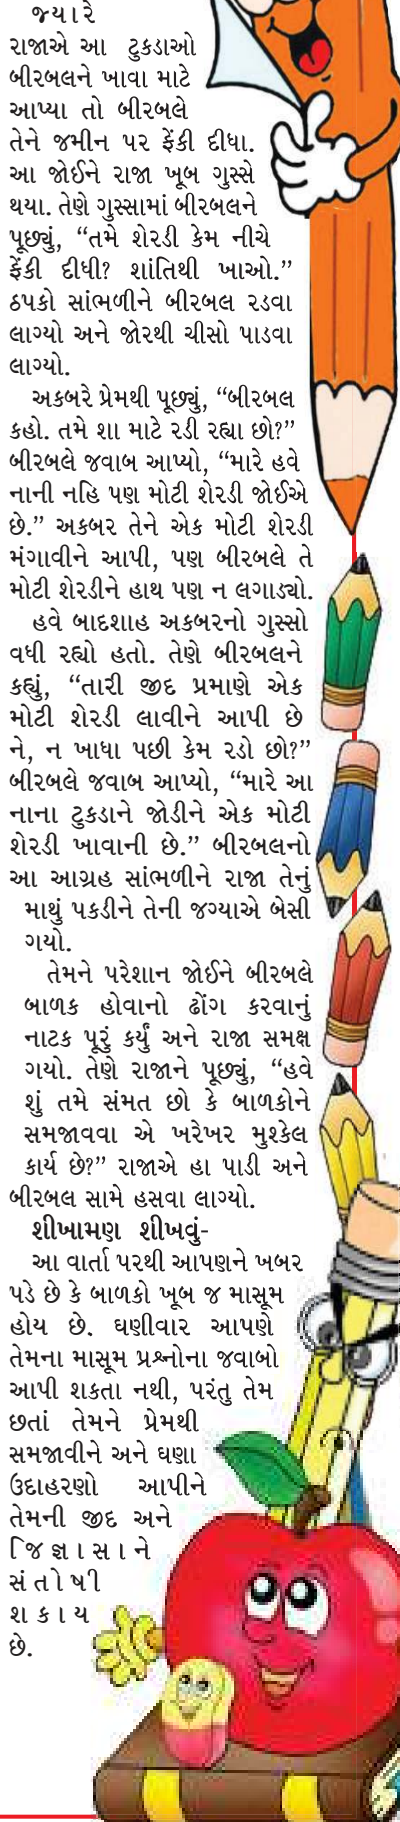 જ્યારે
રાજાએ આ ટુકડાઓ
બીરબલને ખાવા માટે
આપ્યા તો બીરબલે
તેને જમીન પર ફેંકી દીધા.
આ જોઈને રાજા ખૂબ ગુસ્સે
થયા. તેણે ગુસ્સામાં બીરબલને
પૂછ્યું, “તમે શેરડી કેમ નીચે
ફેંકી દીધી? શાંતિથી ખાઓ.”
ઠપકો સાંભળીને બીરબલ રડવા
લાગ્યો અને જોરથી ચીસો પાડવા
લાગ્યો.
અકબરે પ્રેમથી પૂછ્યું, “બીરબલ
કહો. તમે શા માટે રડી રહ્યા છો?”
બીરબલે જવાબ આપ્યો, “મારે હવે
નાની નહિ પણ મોટી શેરડી જોઈએ
છે.” અકબર તેને એક મોટી શેરડી
મંગાવીને આપી, પણ બીરબલે તે
મોટી શેરડીને હાથ પણ ન લગાડ્યો.
હવે બાદશાહ અકબરનો ગુસ્સો
વધી રહ્યો હતો. તેણે બીરબલને
કહ્યું, “તારી જીદ પ્રમાણે એક
મોટી શેરડી લાવીને આપી છે
ને, ન ખાધા પછી કેમ રડો છો?”
બીરબલે જવાબ આપ્યો, “મારે આ
નાના ટુકડાને જોડીને એક મોટી
શેરડી ખાવાની છે.” બીરબલનો
આ આગ્રહ સાંભળીને રાજા તેનું
માથું પકડીને તેની જગ્યાએ બેસી
ગયો.
તેમને પરેશાન જોઈને બીરબલે
બાળક હોવાનો ઢોંગ કરવાનું
નાટક પૂરું કર્યું અને રાજા સમક્ષ
ગયો. તેણે રાજાને પૂછ્યું, “હવે
શું તમે સંમત છો કે બાળકોને
સમજાવવા એ ખરેખર મુશ્કેલ
કાર્ય છે?” રાજાએ હા પાડી અને
બીરબલ સામે હસવા લાગ્યો.
શીખામણ શીખવું-
આ વાર્તા પરથી આપણને ખબર
પડે છે કે બાળકો ખૂબ જ માસૂમ
હોય છે. ઘણીવાર આપણે
તેમના માસૂમ પ્રશ્નોના જવાબો
આપી શકતા નથી, પરંતુ તેમ
છતાં તેમને પ્રેમથી
સમજાવીને અને ઘણા
ઉદાહરણો આપીને
તેમની જીદ અને
જિજ્ઞાસાને
સંતોષી
શકાય
છે.